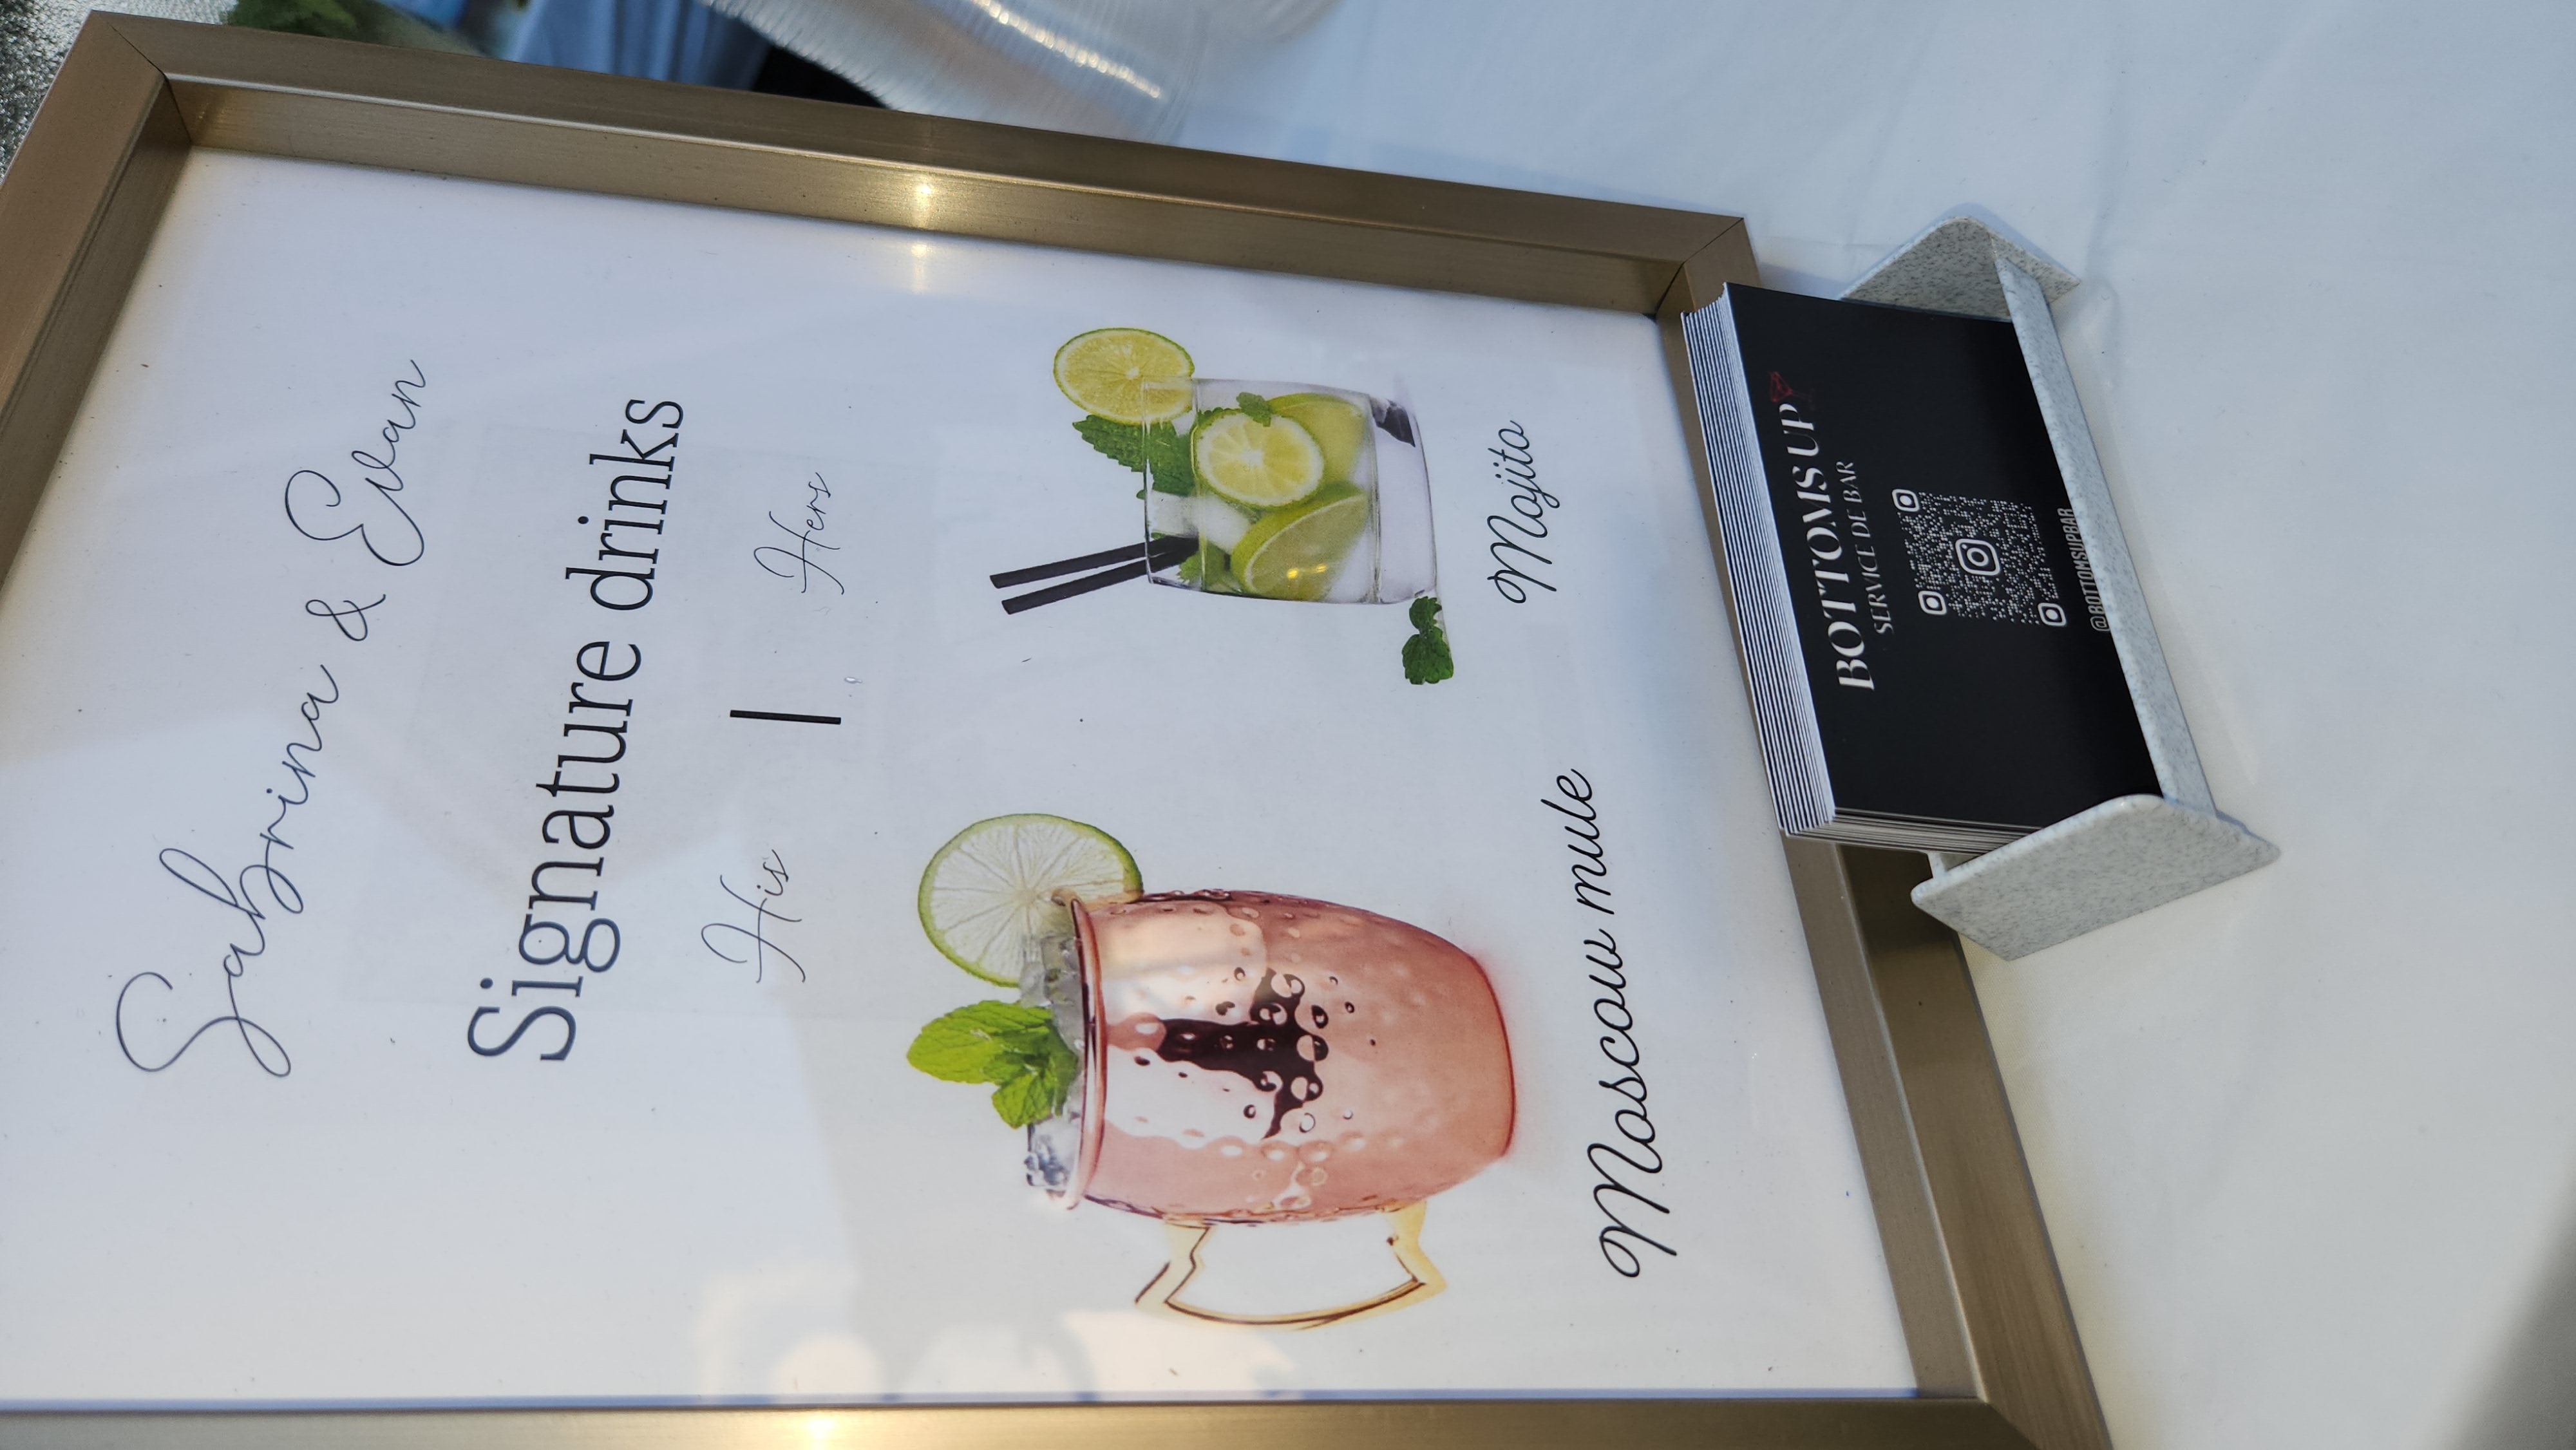 Sabrina & Evan
Signature drinks
His | Hers
Moscow mule
Mojito
BOTTOMS UP
SERVICE DE BAR
@BOTTOMSUPBAR